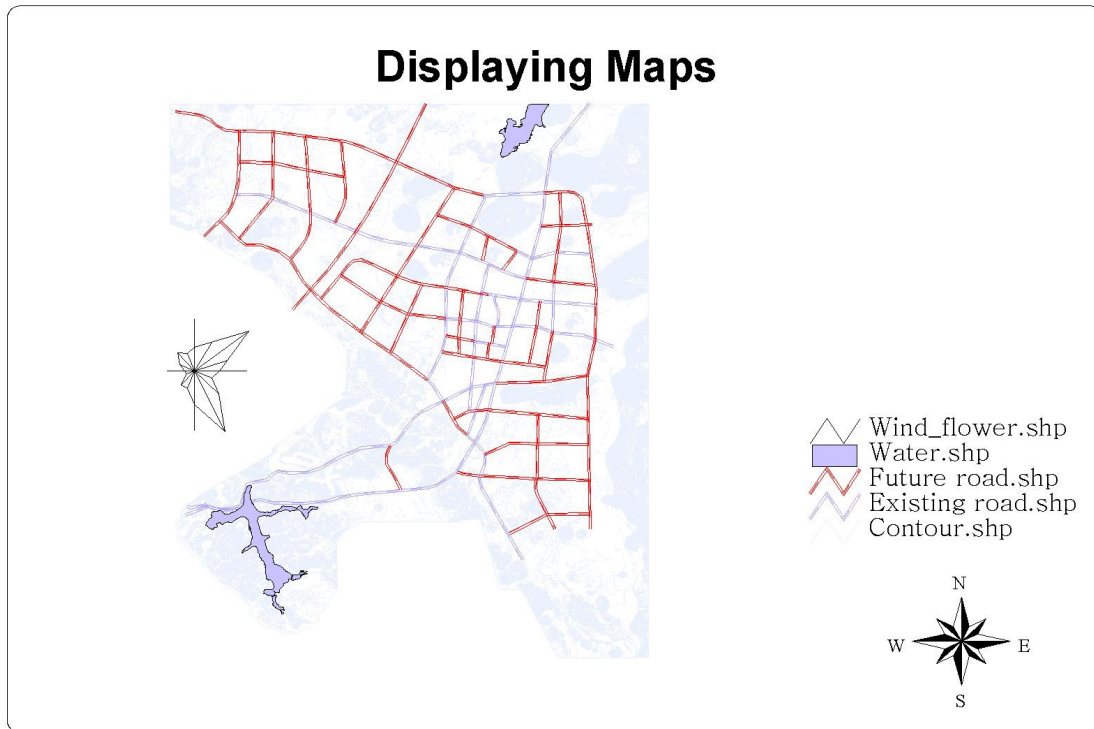 Displaying Maps
Wind_flower.shp
Water.shp
Future road.shp
Existing road.shp
Contour.shp
N
W E
S